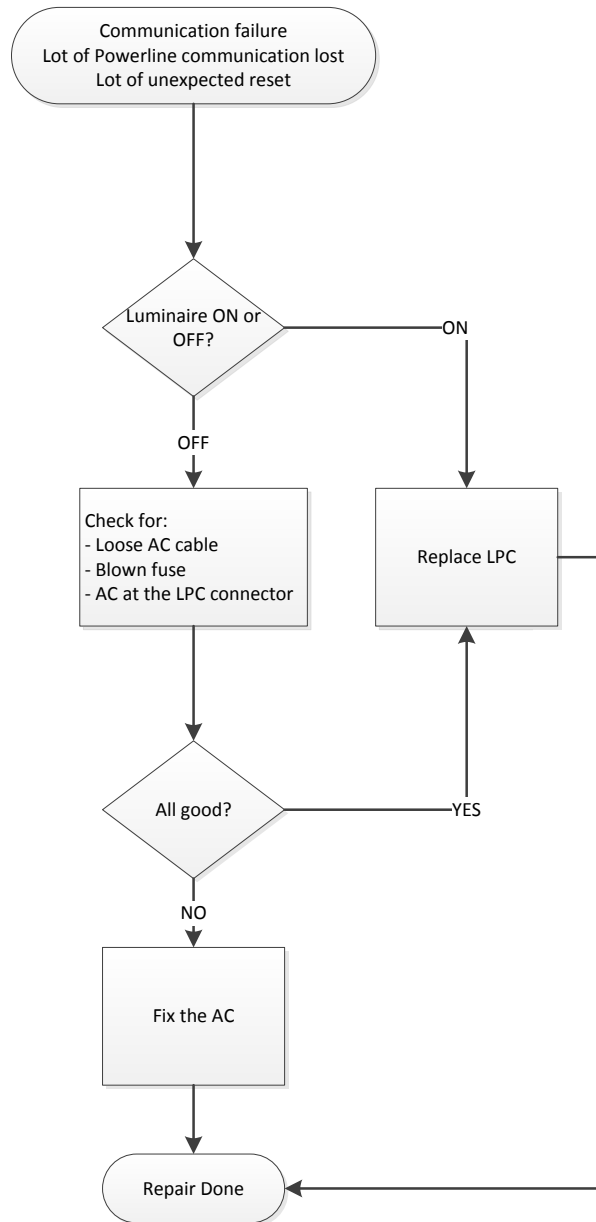 Communication failure
Lot of Powerline communication lost
Lot of unexpected reset
Luminaire ON or
OFF?
ON
OFF
Check for:
- Loose AC cable
- Blown fuse
- AC at the LPC connector
Replace LPC
All good?
YES
NO
Fix the AC
Repair Done